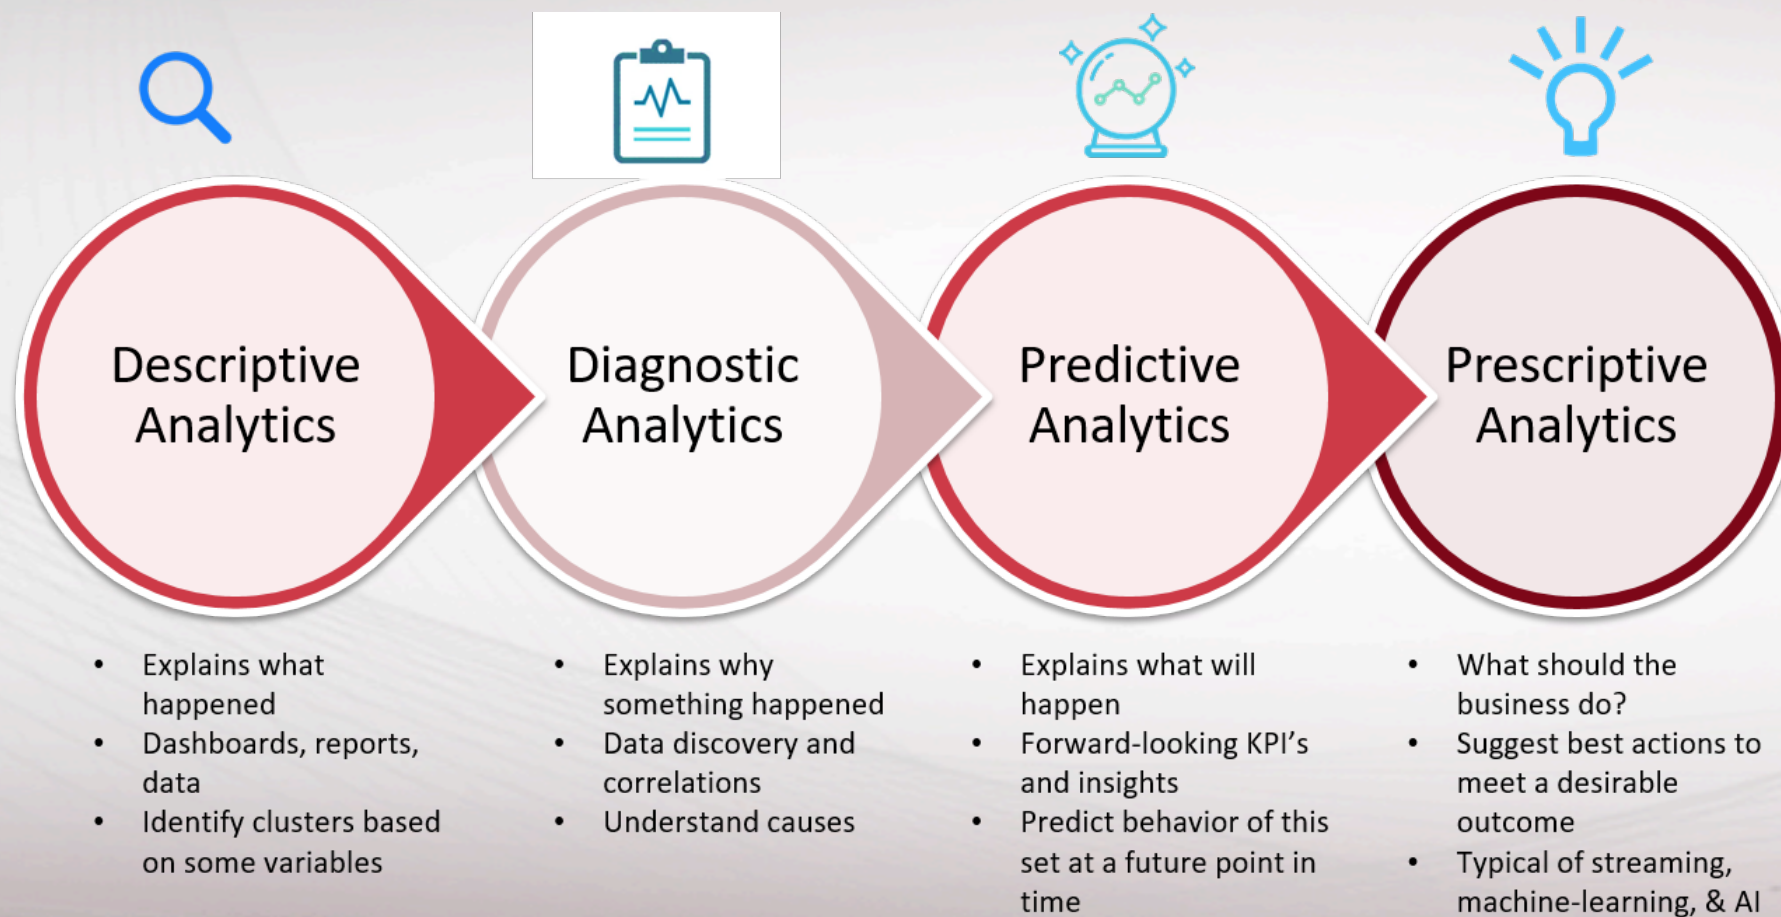 Descriptive
Analytics
Diagnostic
Analytics
Predictive
Analytics
Prescriptive
Analytics
• Explains what
happened
• Dashboards, reports,
data
• Identify clusters based
on some variables
• Explains why
something happened
• Data discovery and
correlations
• Understand causes
• Explains what will
happen
• Forward-looking KPI’s
and insights
• Predict behavior of this
set at a future point in
time
• What should the
business do?
• Suggest best actions to
meet a desirable
outcome
• Typical of streaming,
machine-learning, & AI